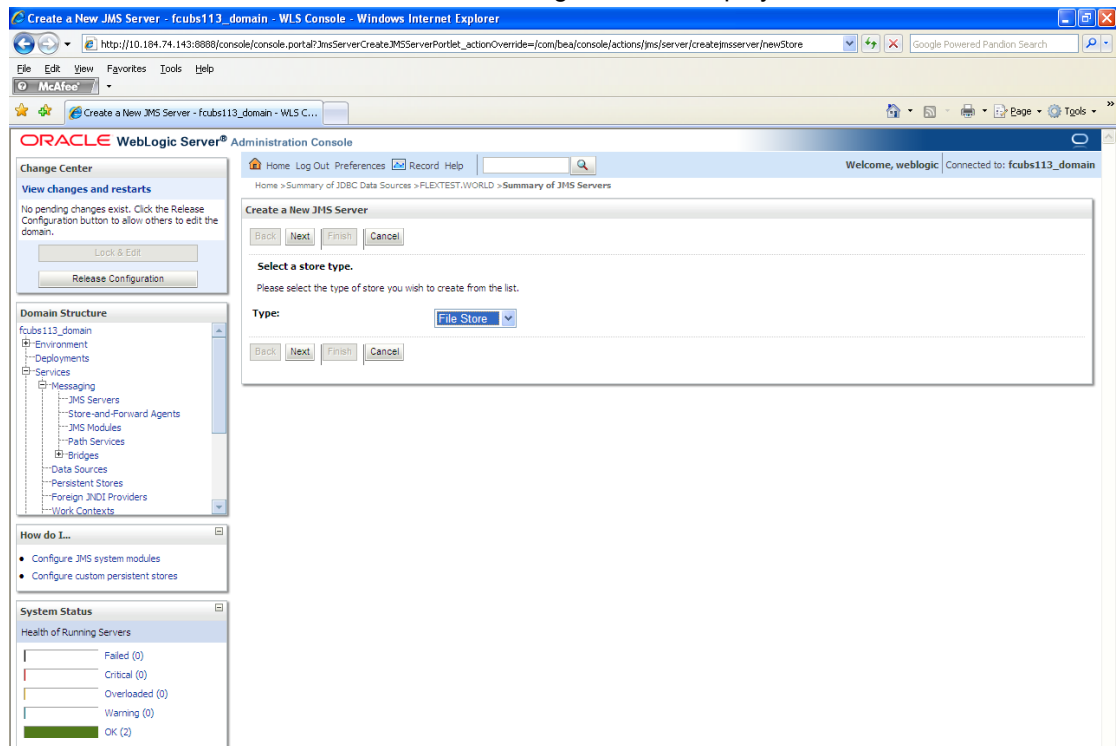 Create a New JMS Server - fcubs113_domain - WLS Console - Windows Internet Explorer
http://10.184.74.143:8888/console/console.portal?JmsServerCreateJMSServerPortlet_actionOverride=/com/bea/console/actions/jms/server/createjmsserver/newStore
Google Powered Pandion Search
File Edit View Favorites Tools Help
McAfee
Create a New JMS Server - fcubs113_domain - WLS C...
Page Tools »
ORACLE WebLogic Server® Administration Console
Change Center
View changes and restarts
No pending changes exist. Click the Release
Configuration button to allow others to edit the
domain.
Lock & Edit
Release Configuration
Domain Structure
fcubs113_domain
Environment
Deployments
Services
Messaging
JMS Servers
Store-and-Forward Agents
JMS Modules
Path Services
Bridges
Data Sources
Persistent Stores
Foreign JNDI Providers
Work Contexts
How do I...
Configure JMS system modules
Configure custom persistent stores
System Status
Health of Running Servers
Failed (0)
Critical (0)
Overloaded (0)
Warning (0)
OK (2)
Home Log Out Preferences Record Help
Welcome, weblogic Connected to: fcubs113_domain
Home >Summary of JDBC Data Sources >FLEXTEST.WORLD >Summary of JMS Servers
Create a New JMS Server
Back Next Finish Cancel
Select a store type.
Please select the type of store you wish to create from the list.
Type: File Store
Back Next Finish Cancel